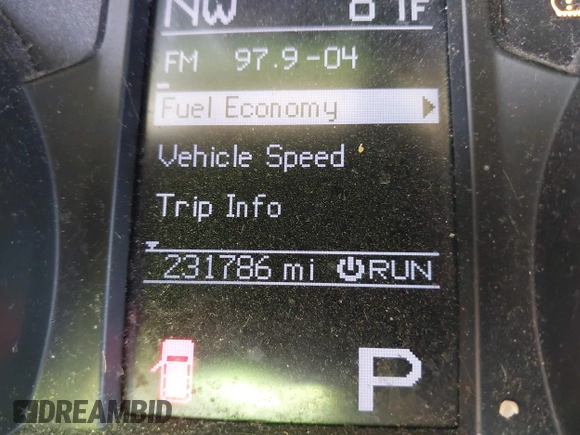 NW
FM 97.9-04
Fuel Economy
Vehicle Speed
Trip Info
231786 mi RUN
P
DREAMBID